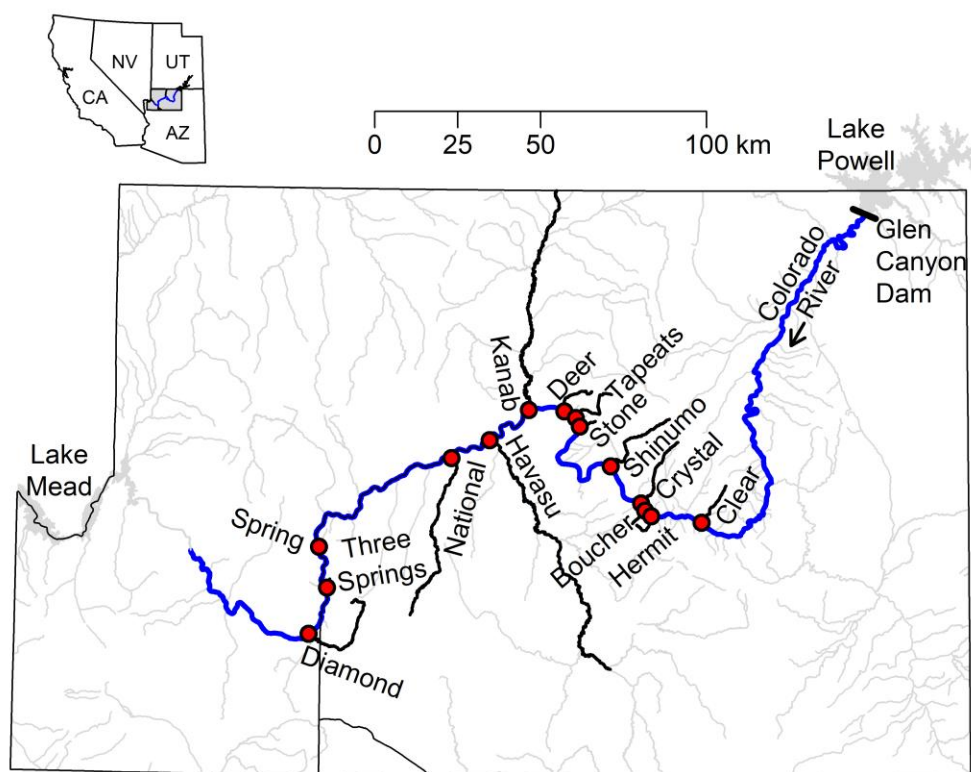 NV
UT
CA
AZ
0 25 50 100 km
Lake
Powell
Glen
Canyon
Dam
Colorado
River
Kanab
Deer
Tapeats
Stone
Shinumo
Crystal
Clear
Hermit
Boucher
Havasu
National
Lake
Mead
Spring
Three
Springs
Diamond